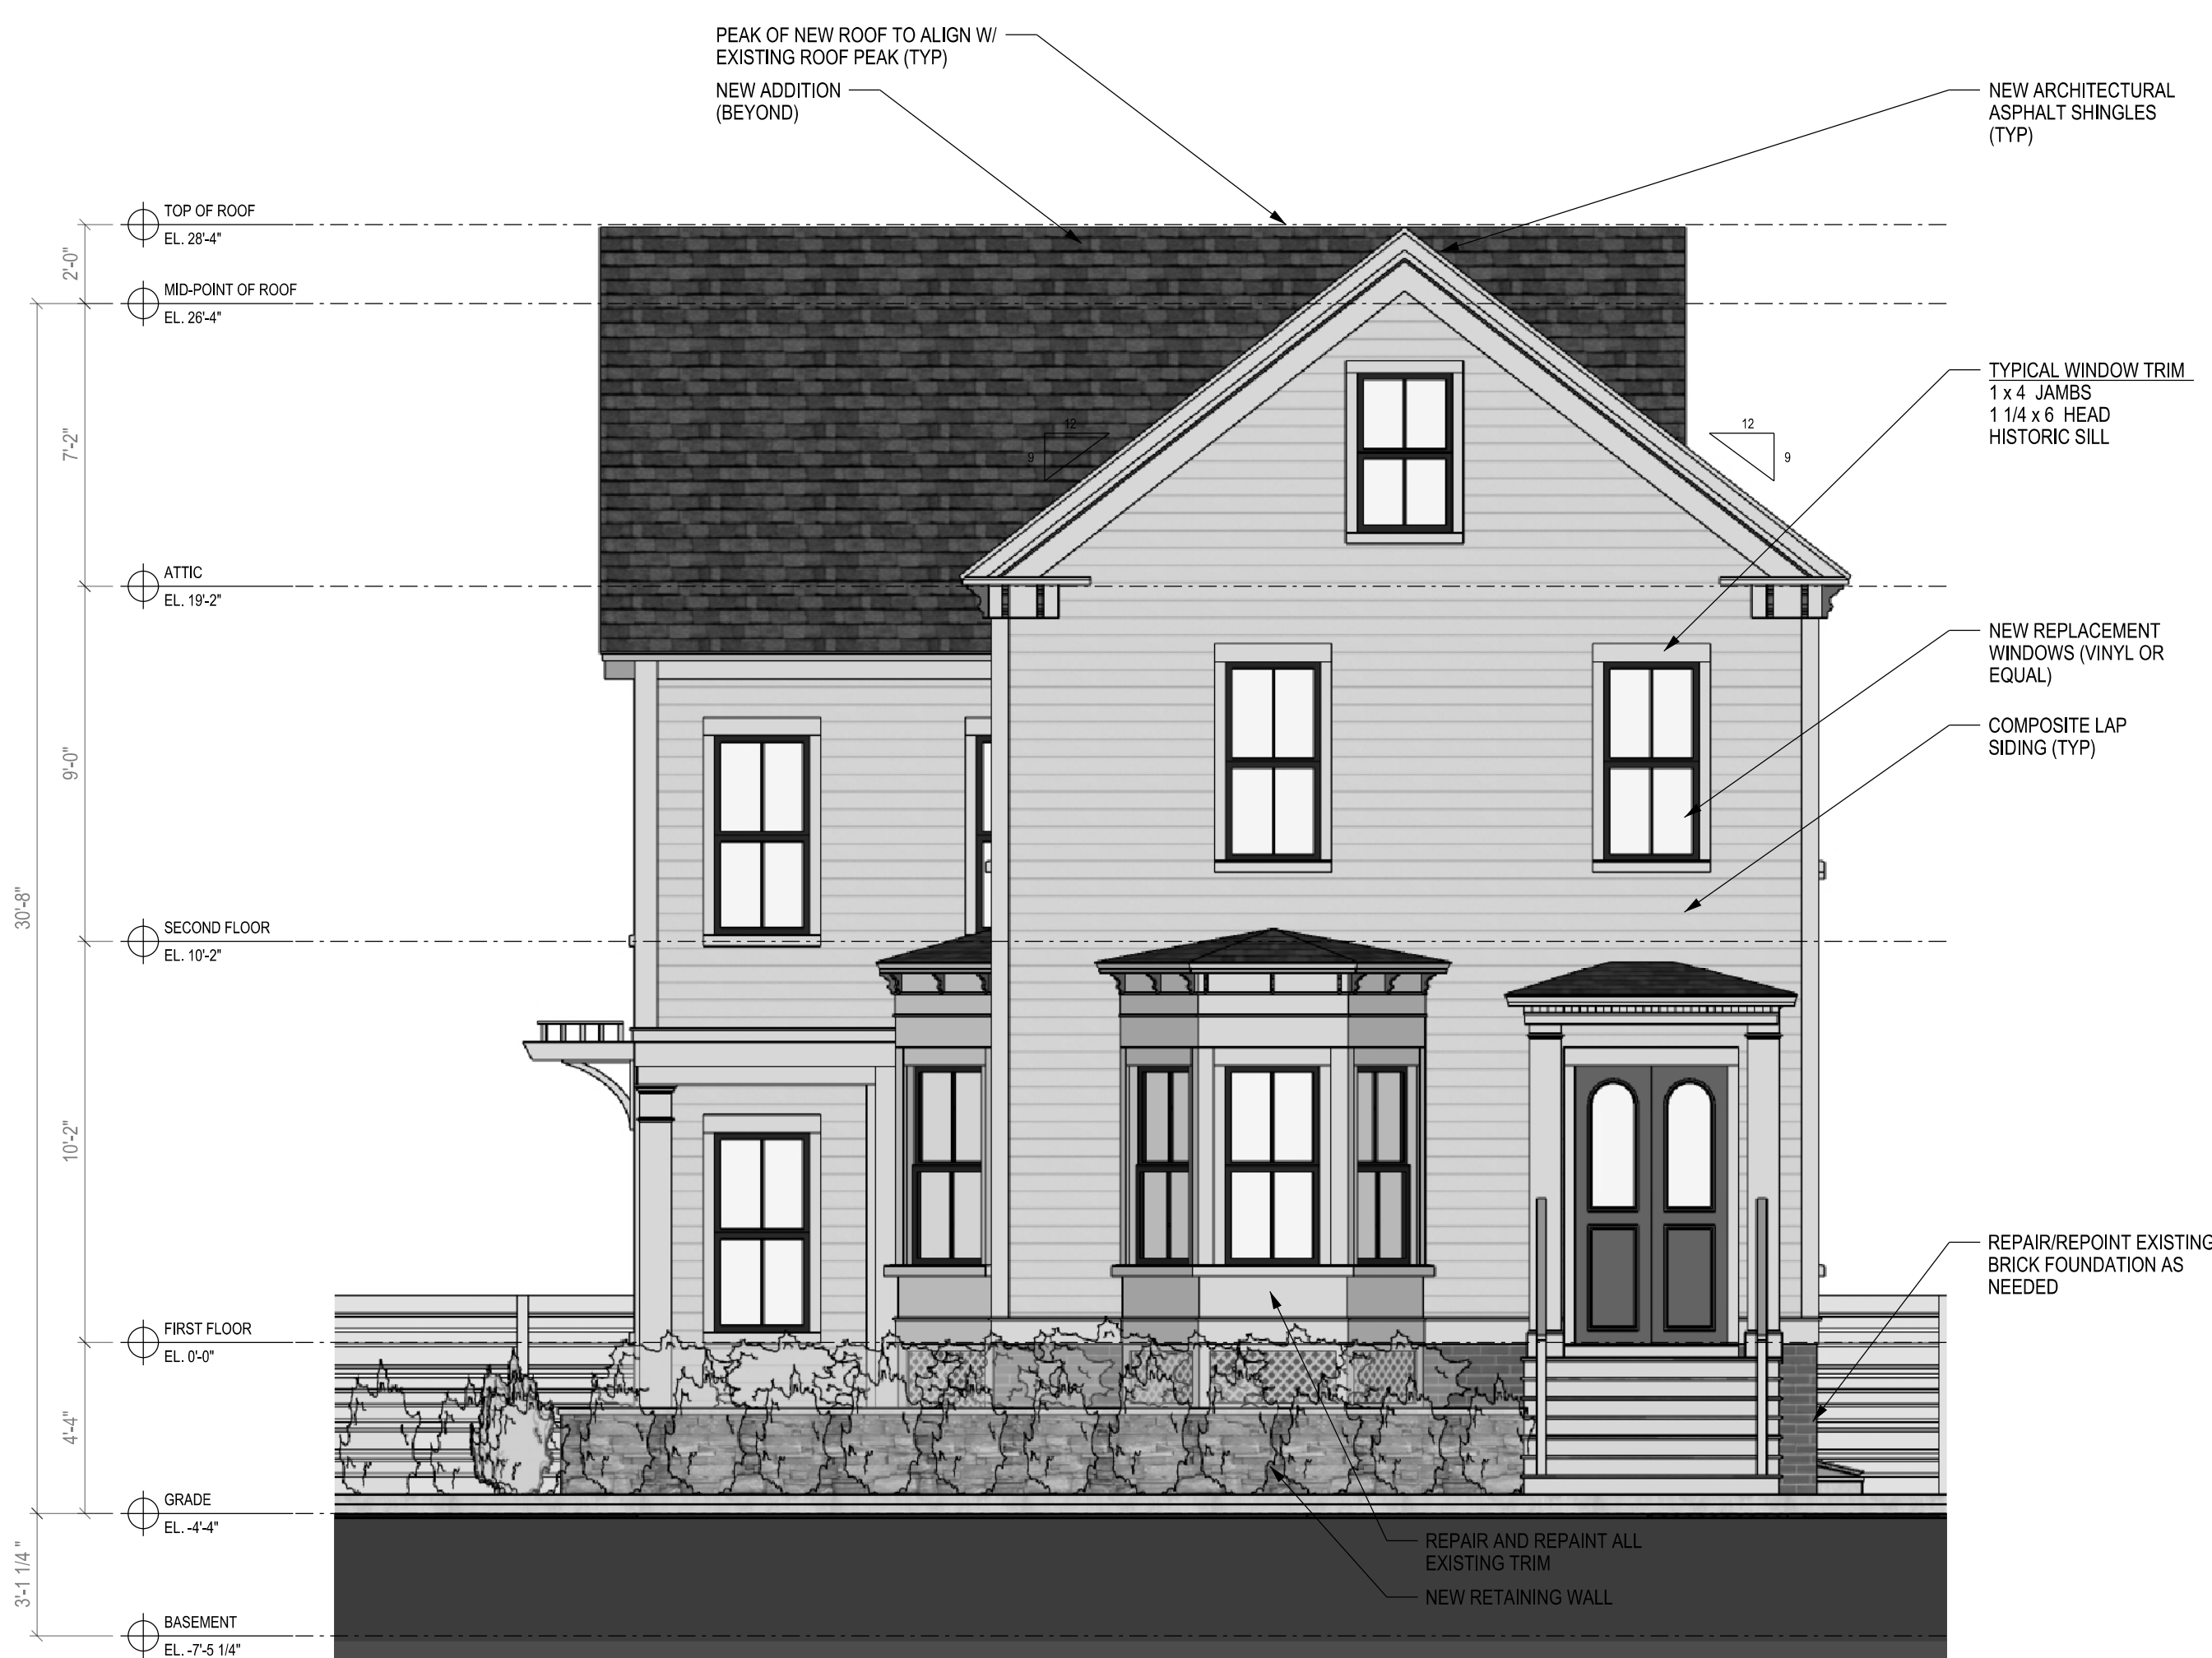 PEAK OF NEW ROOF TO ALIGN W/
EXISTING ROOF PEAK (TYP)
NEW ADDITION
(BEYOND)
NEW ARCHITECTURAL
ASPHALT SHINGLES
(TYP)
TOP OF ROOF
EL. 28'-4"
2'-0"
MID-POINT OF ROOF
EL. 26'-4"
TYPICAL WINDOW TRIM
1 x 4 JAMBS
1 1/4 x 6 HEAD
HISTORIC SILL
12
9
12
9
7'-2"
ATTIC
EL. 19'-2"
NEW REPLACEMENT
WINDOWS (VINYL OR
EQUAL)
COMPOSITE LAP
SIDING (TYP)
9'-0"
30'-8"
SECOND FLOOR
EL. 10'-2"
10'-2"
REPAIR/REPOINT EXISTING
BRICK FOUNDATION AS
NEEDED
FIRST FLOOR
EL. 0'-0"
4'-4"
GRADE
EL. -4'-4"
REPAIR AND REPAINT ALL
EXISTING TRIM
NEW RETAINING WALL
3'-1 1/4 "
BASEMENT
EL. -7'-5 1/4"